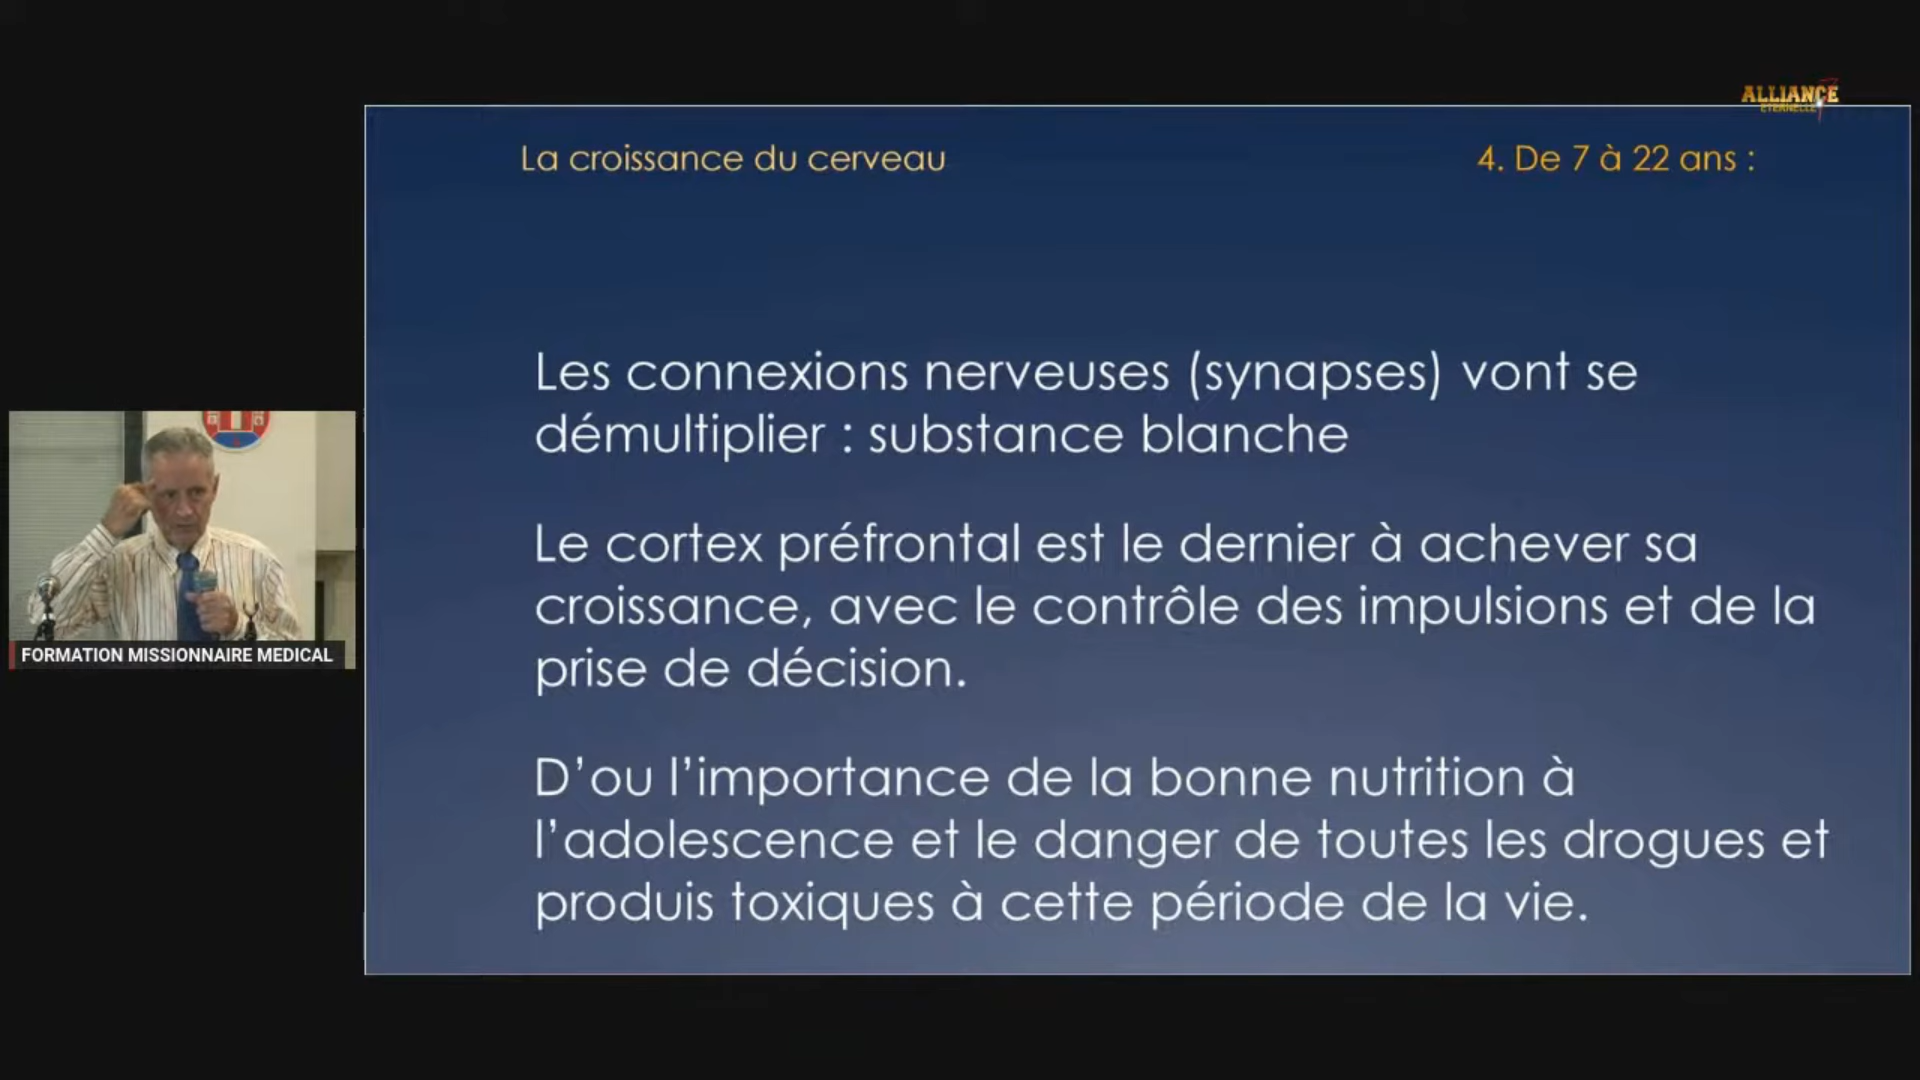 ALLIANCE
ÉTERNELLE
La croissance du cerveau
4. De 7 à 22 ans :
Les connexions nerveuses (synapses) vont se
démultiplier : substance blanche
Le cortex préfrontal est le dernier à achever sa
croissance, avec le contrôle des impulsions et de la
prise de décision.
D’ou l’importance de la bonne nutrition à
l’adolescence et le danger de toutes les drogues et
produis toxiques à cette période de la vie.
FORMATION MISSIONNAIRE MEDICAL